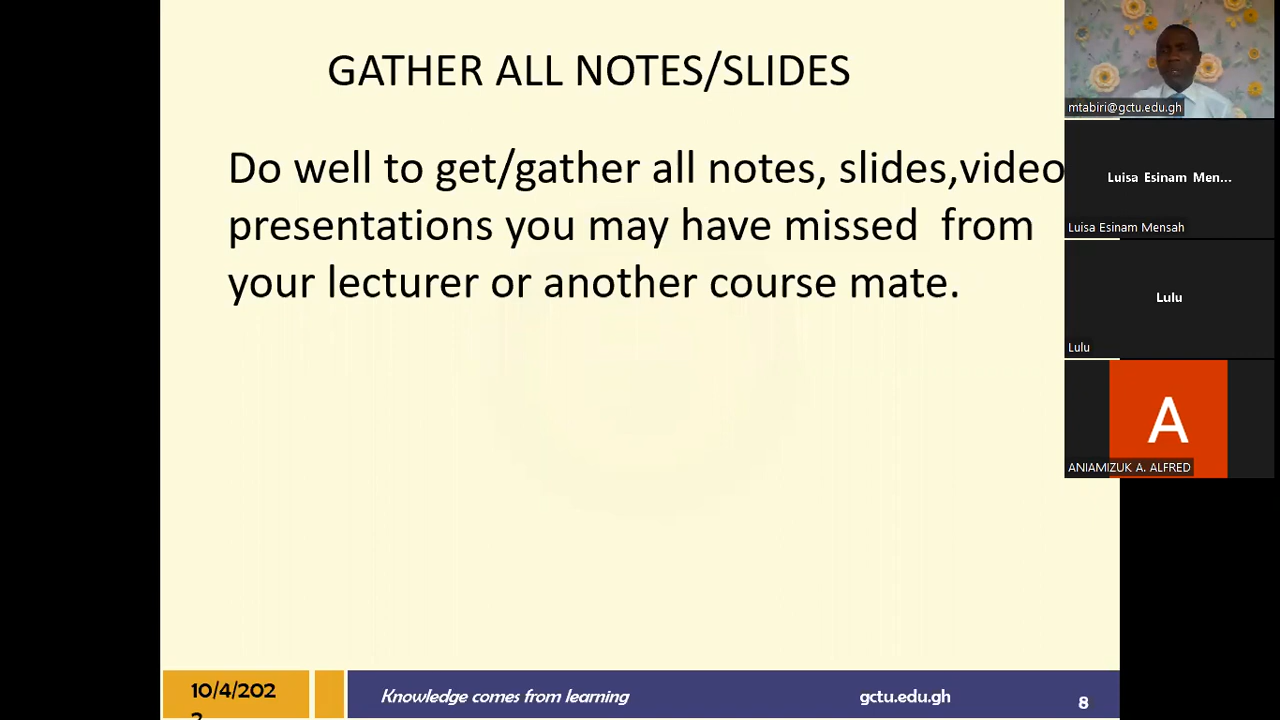 GATHER ALL NOTES/SLIDES
Do well to get/gather all notes, slides,video
presentations you may have missed  from
your lecturer or another course mate.
mtabiri@gctu.edu.gh
Luisa Esinam Men...
Luisa Esinam Mensah
Lulu
Lulu
A
ANIAMIZUK A. ALFRED
10/4/202
Knowledge comes from learning
gctu.edu.gh
8